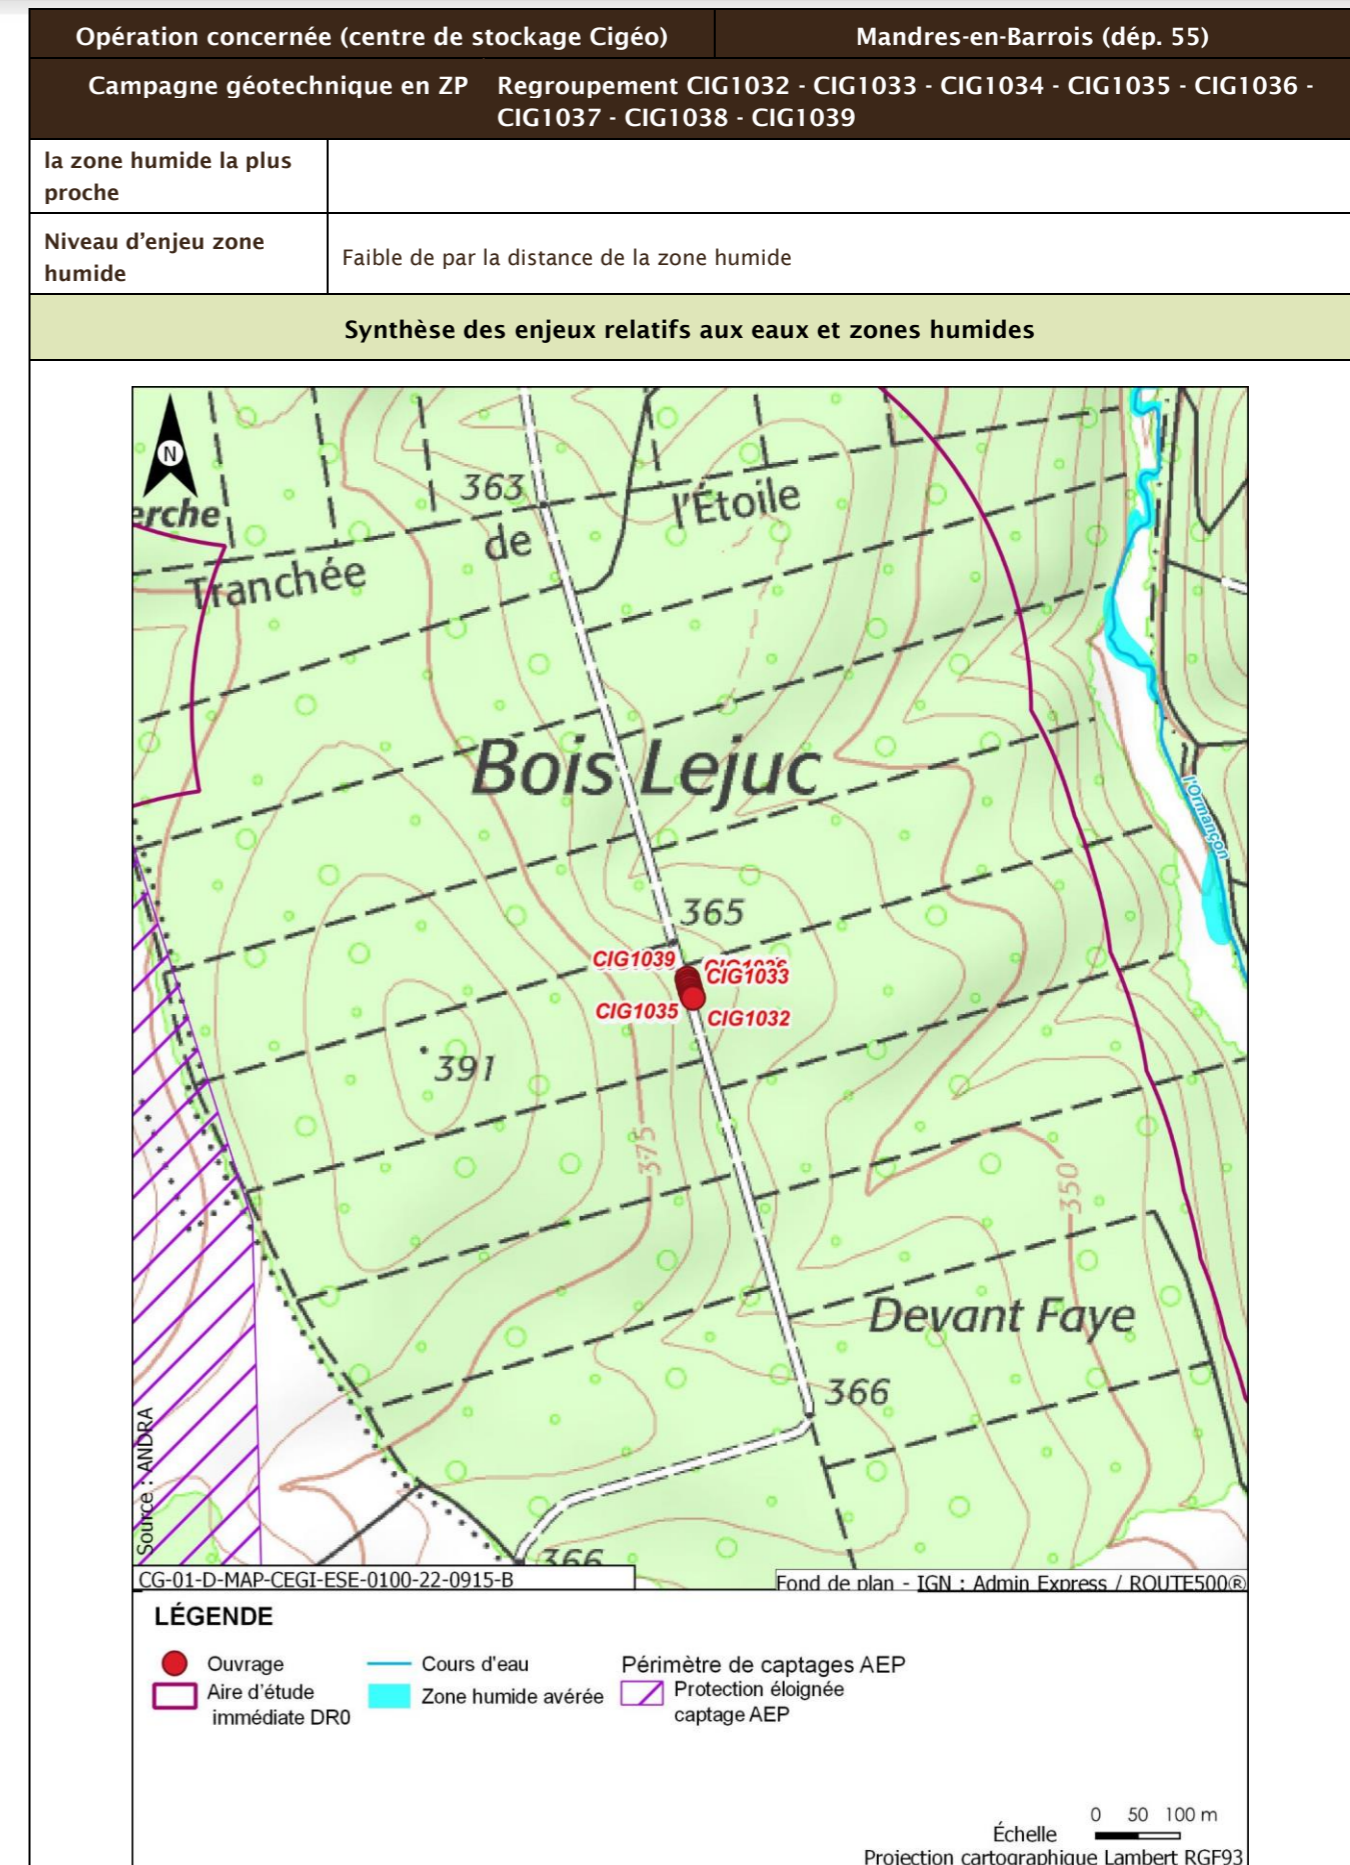 Opération concernée (centre de stockage Cigéo)
Mandres-en-Barrois (dép. 55)
Campagne géotechnique en ZP
Regroupement CIG1032 - CIG1033 - CIG1034 - CIG1035 - CIG1036 -
CIG1037 - CIG1038 - CIG1039
la zone humide la plus
proche
Niveau d'enjeu zone
humide
Faible de par la distance de la zone humide
Synthèse des enjeux relatifs aux eaux et zones humides
N
erche
363
de
l'Étoile
Tranchée
Bois Lejuc
l'Ormançon
365
CIG1039
CIG1033
CIG1035
CIG1032
391
375
350
Devant Faye
366
366
Source : ANDRA
CG-01-D-MAP-CEGI-ESE-0100-22-0915-B
Fond de plan - IGN : Admin Express / ROUTE500®
LÉGENDE
Ouvrage
Aire d'étude
immédiate DR0
Cours d'eau
Zone humide avérée
Périmètre de captages AEP
Protection éloignée
captage AEP
0 50 100 m
Échelle
Projection cartographique Lambert RGF93